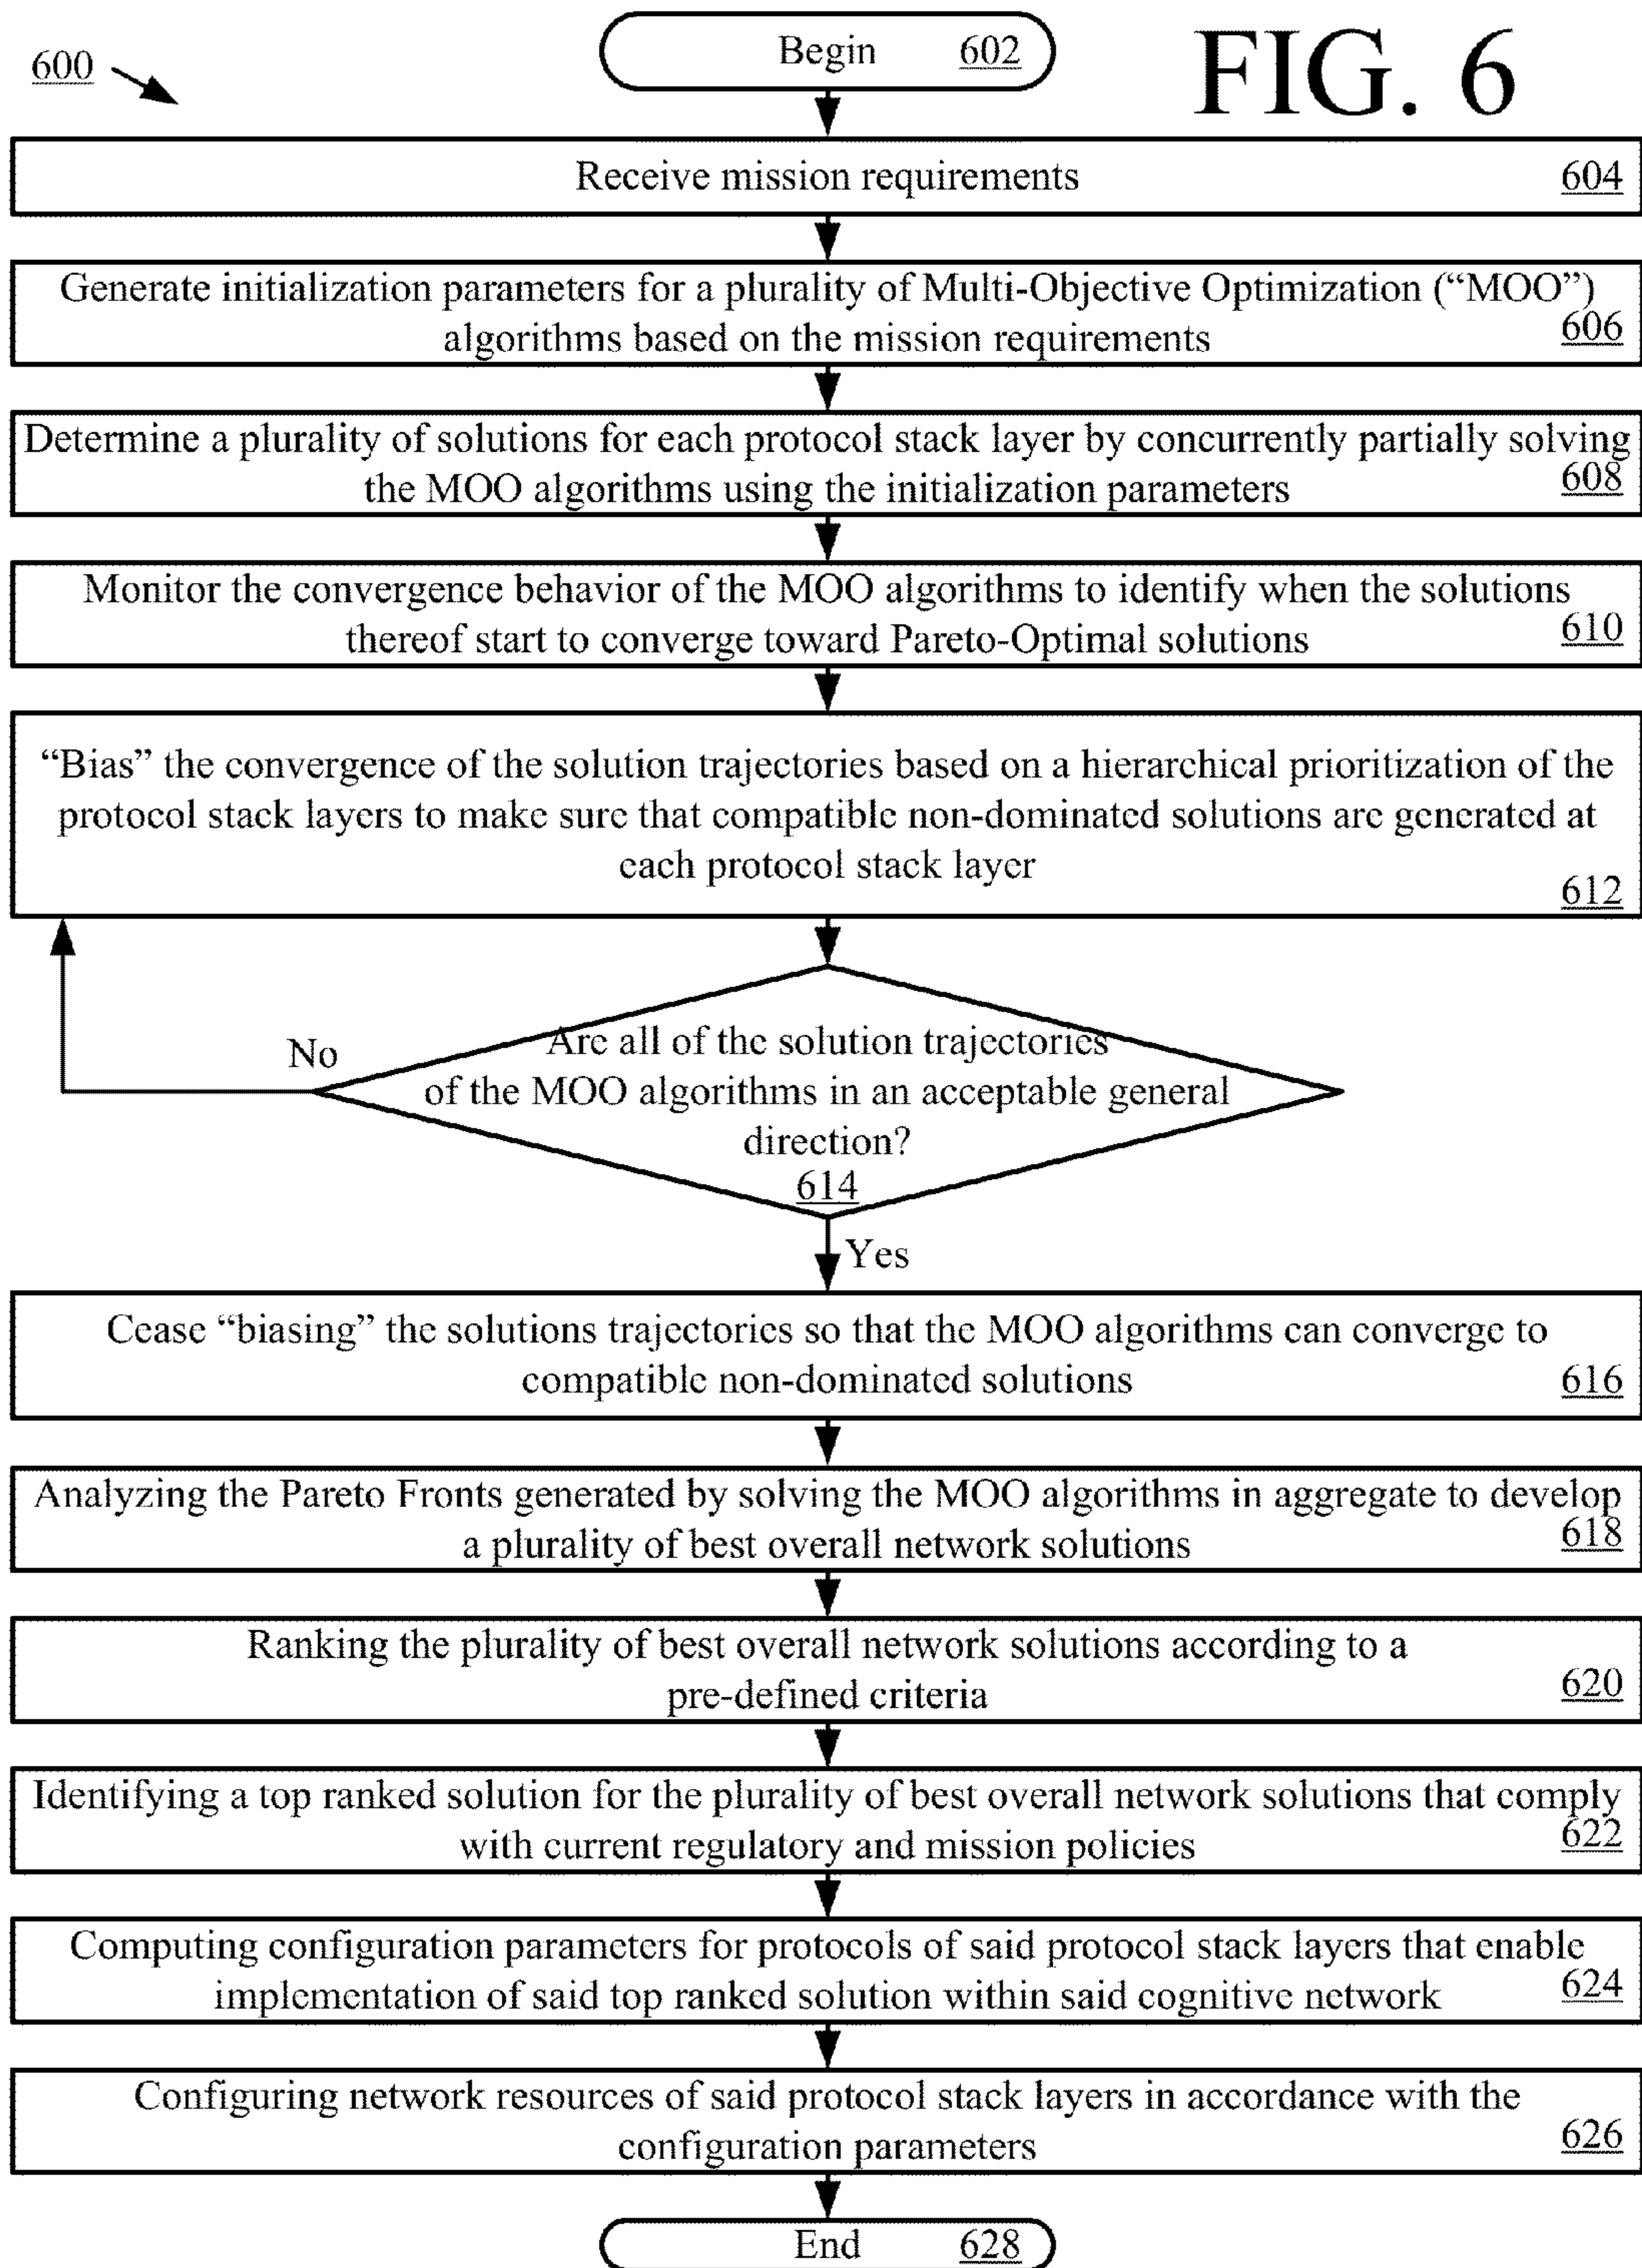 600
Begin 602
FIG. 6
Receive mission requirements 604
Generate initialization parameters for a plurality of Multi-Objective Optimization (“MOO”)
algorithms based on the mission requirements 606
Determine a plurality of solutions for each protocol stack layer by concurrently partially solving
the MOO algorithms using the initialization parameters 608
Monitor the convergence behavior of the MOO algorithms to identify when the solutions
thereof start to converge toward Pareto-Optimal solutions 610
“Bias” the convergence of the solution trajectories based on a hierarchical prioritization of the
protocol stack layers to make sure that compatible non-dominated solutions are generated at
each protocol stack layer
612
No
Are all of the solution trajectories
of the MOO algorithms in an acceptable general
direction?
614
Yes
Cease “biasing” the solutions trajectories so that the MOO algorithms can converge to
compatible non-dominated solutions 616
Analyzing the Pareto Fronts generated by solving the MOO algorithms in aggregate to develop
a plurality of best overall network solutions 618
Ranking the plurality of best overall network solutions according to a
pre-defined criteria 620
Identifying a top ranked solution for the plurality of best overall network solutions that comply
with current regulatory and mission policies 622
Computing configuration parameters for protocols of said protocol stack layers that enable
implementation of said top ranked solution within said cognitive network 624
Configuring network resources of said protocol stack layers in accordance with the
configuration parameters 626
End 628